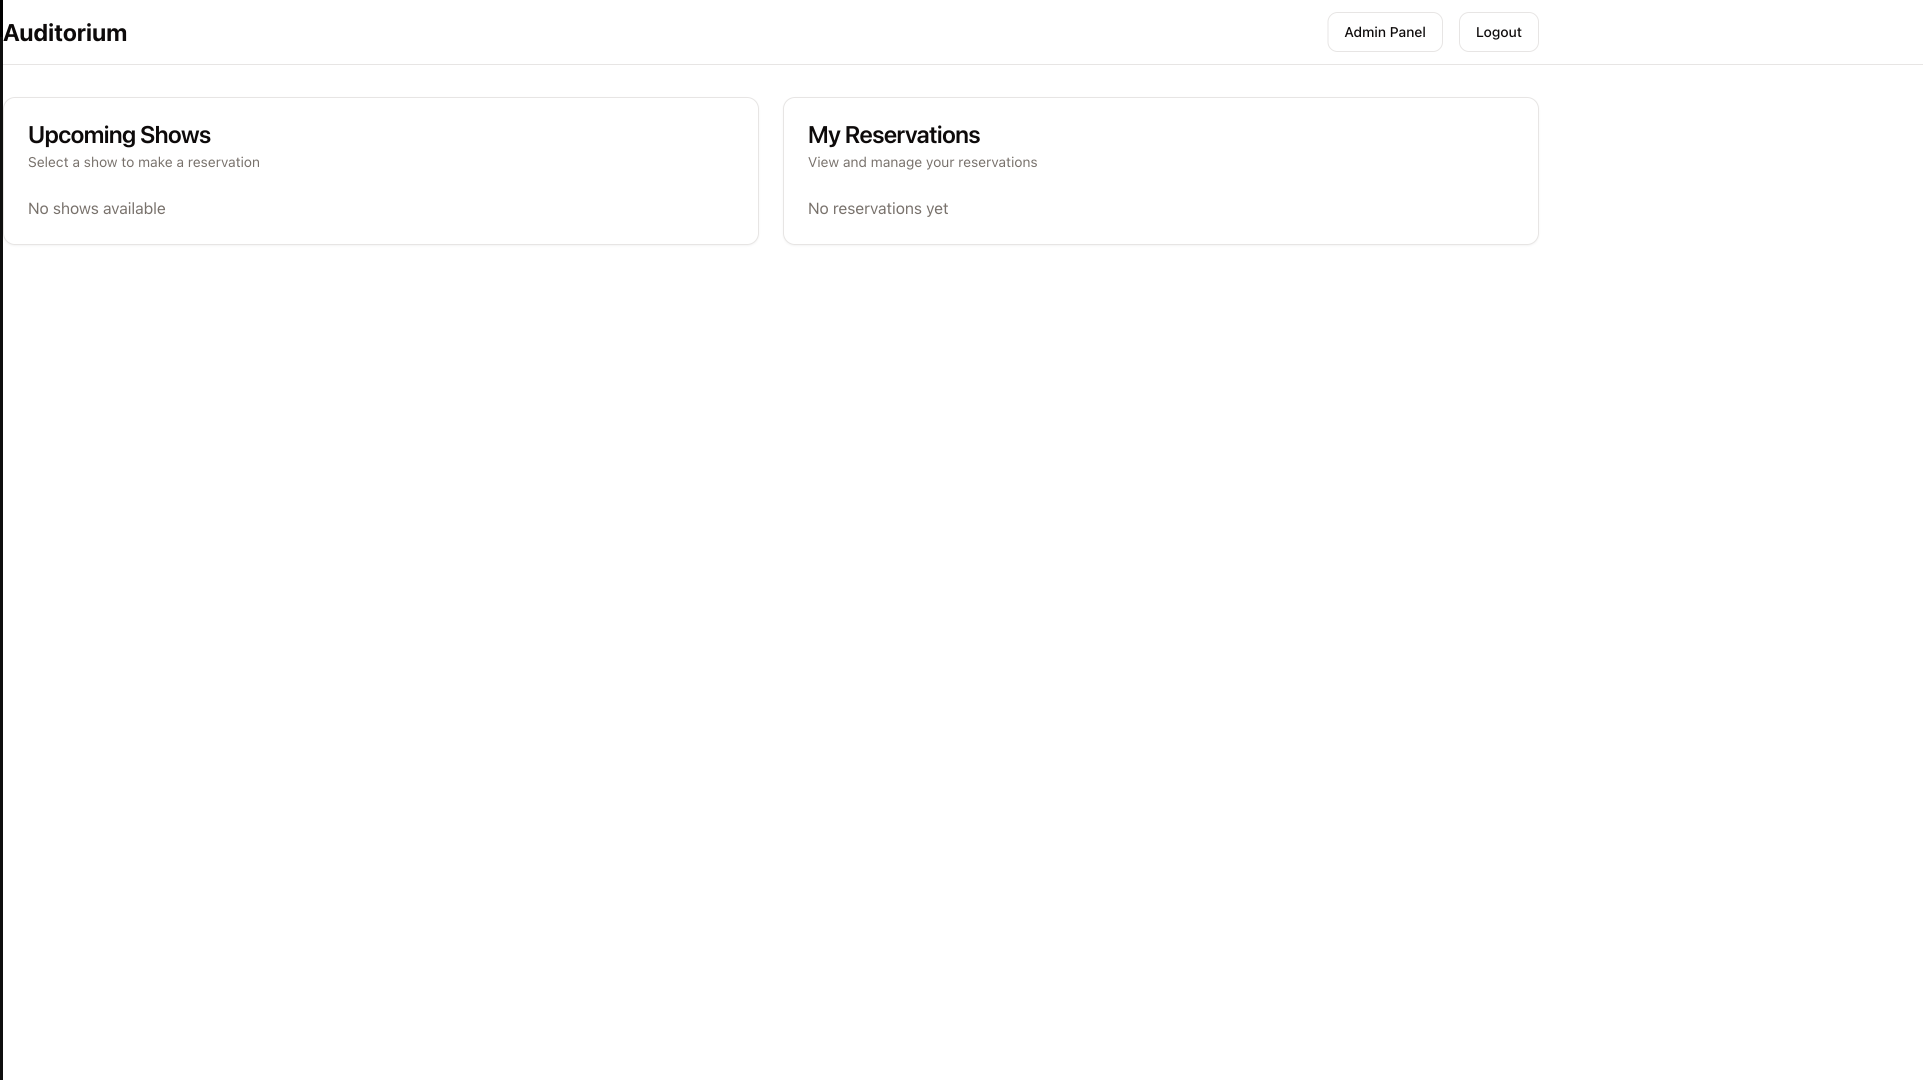 Auditorium
Admin Panel
Logout
Upcoming Shows
Select a show to make a reservation
No shows available
My Reservations
View and manage your reservations
No reservations yet